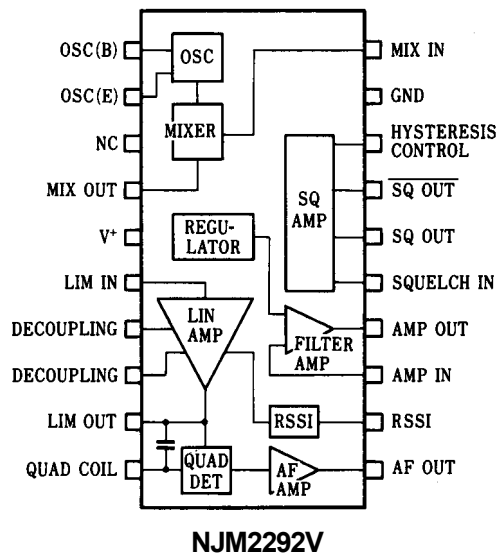 OSC(B)
OSC(E)
NC
MIX OUT
V+
LIM IN
DECOUPLING
DECOUPLING
LIM OUT
QUAD COIL
OSC
MIXER
REGU-
LATOR
LIN
AMP
QUAD
DET
SQ
AMP
FILTER
AMP
RSSI
AF
AMP
MIX IN
GND
HYSTERESIS
CONTROL
SQ OUT
SQ OUT
SQUELCH IN
AMP OUT
AMP IN
RSSI
AF OUT
NJM2292V